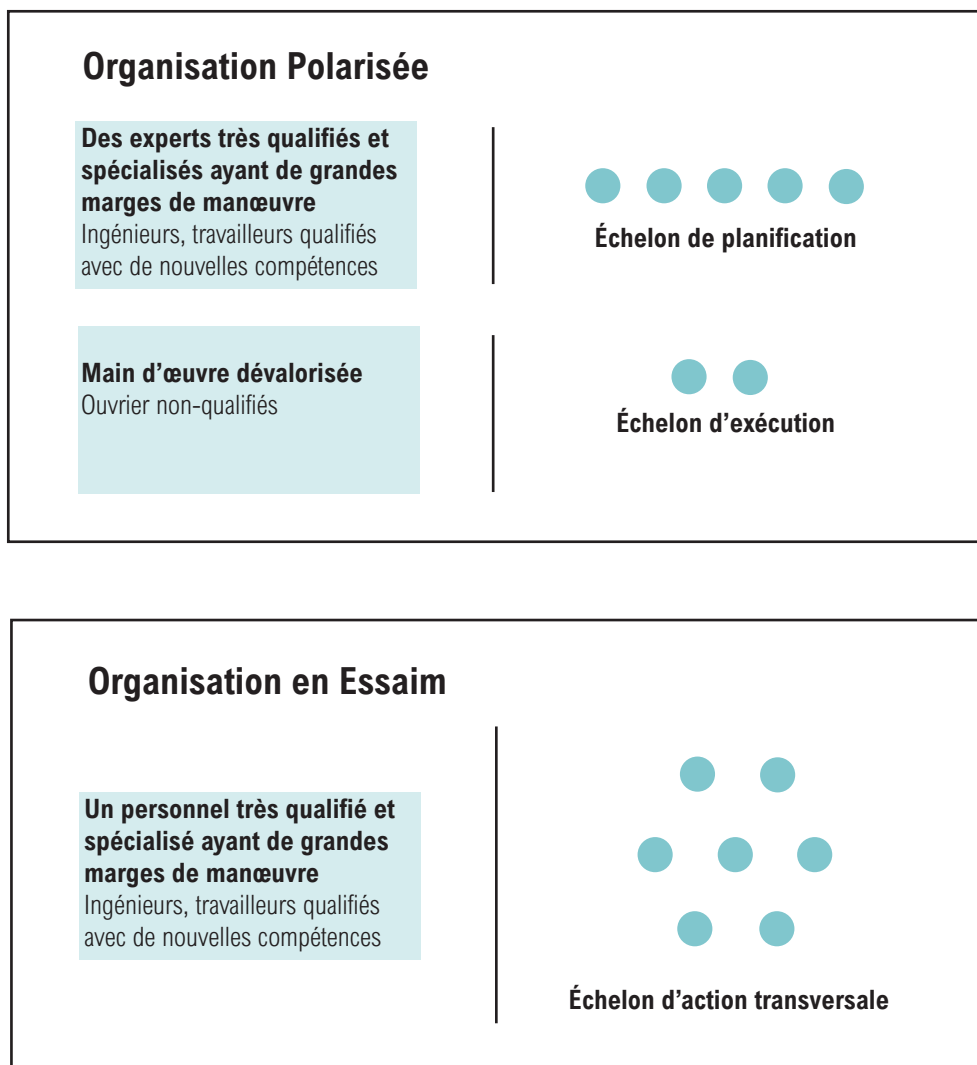 Organisation Polarisée
Des experts très qualifiés et
spécialisés ayant de grandes
marges de manœuvre
Ingénieurs, travailleurs qualifiés
avec de nouvelles compétences
Échelon de planification
Main d'œuvre dévalorisée
Ouvrier non-qualifiés
Échelon d'exécution
Organisation en Essaim
Un personnel très qualifié et
spécialisé ayant de grandes
marges de manœuvre
Ingénieurs, travailleurs qualifiés
avec de nouvelles compétences
Échelon d'action transversale